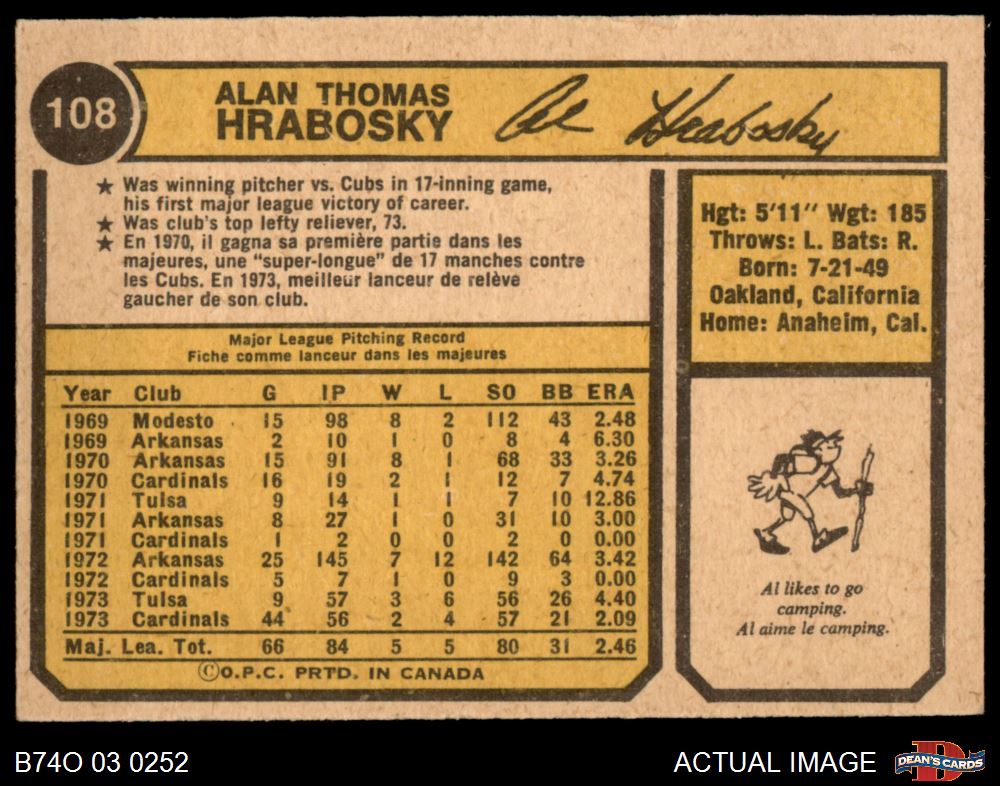 108
ALAN THOMAS
HRABOSKY
Al Hrabosky
★ Was winning pitcher vs. Cubs in 17-inning game,
his first major league victory of career.
★ Was club's top lefty reliever, 73.
★ En 1970, il gagna sa première partie dans les
majeures, une "super-longue" de 17 manches contre
les Cubs. En 1973, meilleur lanceur de relève
gaucher de son club.
Hgt: 5'11" Wgt: 185
Throws: L. Bats: R.
Born: 7-21-49
Oakland, California
Home: Anaheim, Cal.
Major League Pitching Record
Fiche comme lanceur dans les majeures
Year Club G IP W L SO BB ERA
1969 Modesto 15 98 8 2 112 43 2.48
1969 Arkansas 2 10 1 0 8 4 6.30
1970 Arkansas 15 91 8 1 68 33 3.26
1970 Cardinals 16 19 2 1 12 7 4.74
1971 Tulsa 9 14 1 1 7 10 12.86
1971 Arkansas 8 27 1 0 31 10 3.00
1971 Cardinals 1 2 0 0 2 0 0.00
1972 Arkansas 25 145 7 12 142 64 3.42
1972 Cardinals 5 7 1 0 9 3 0.00
1973 Tulsa 9 57 3 6 56 26 4.40
1973 Cardinals 44 56 2 4 57 21 2.09
Maj. Lea. Tot. 66 84 5 5 80 31 2.46
©O.P.C. PRTD. IN CANADA
Al likes to go
camping.
Al aime le camping.
B74O 03 0252
ACTUAL IMAGE
D
DEAN'S CARDS